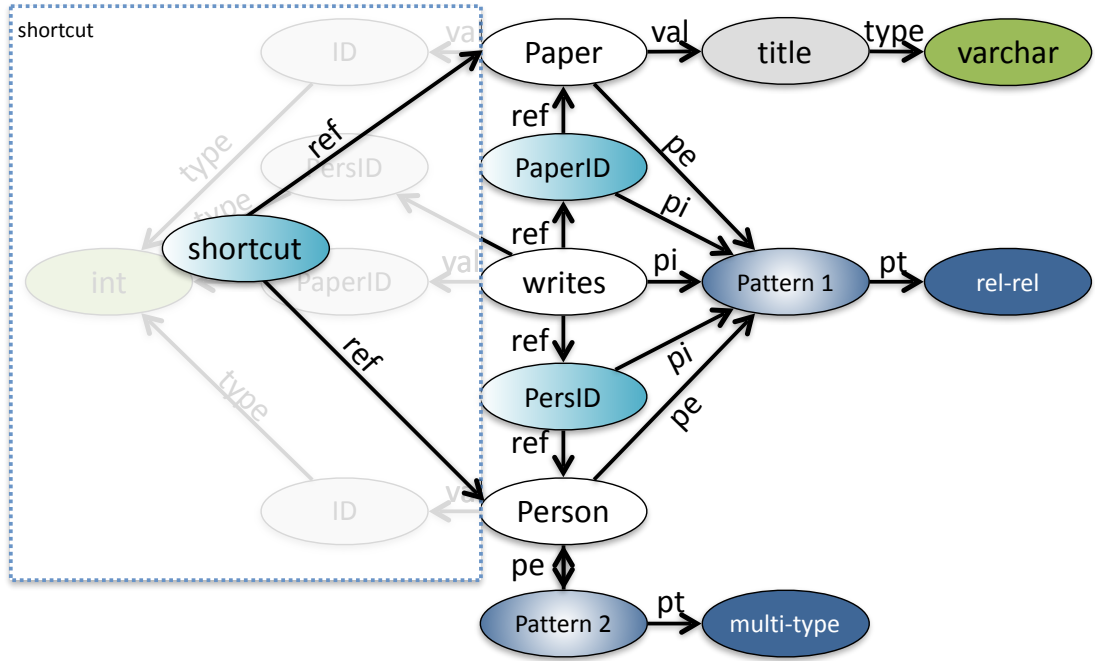 shortcut
ID
val
Paper
val
title
type
varchar
ref
ref
type
pe
PersID
PaperID
pi
type
shortcut
ref
int
PaperID
val
writes
pi
Pattern 1
pt
rel-rel
ref
ref
pi
type
PersID
pe
ref
ID
val
Person
pe
Pattern 2
pt
multi-type